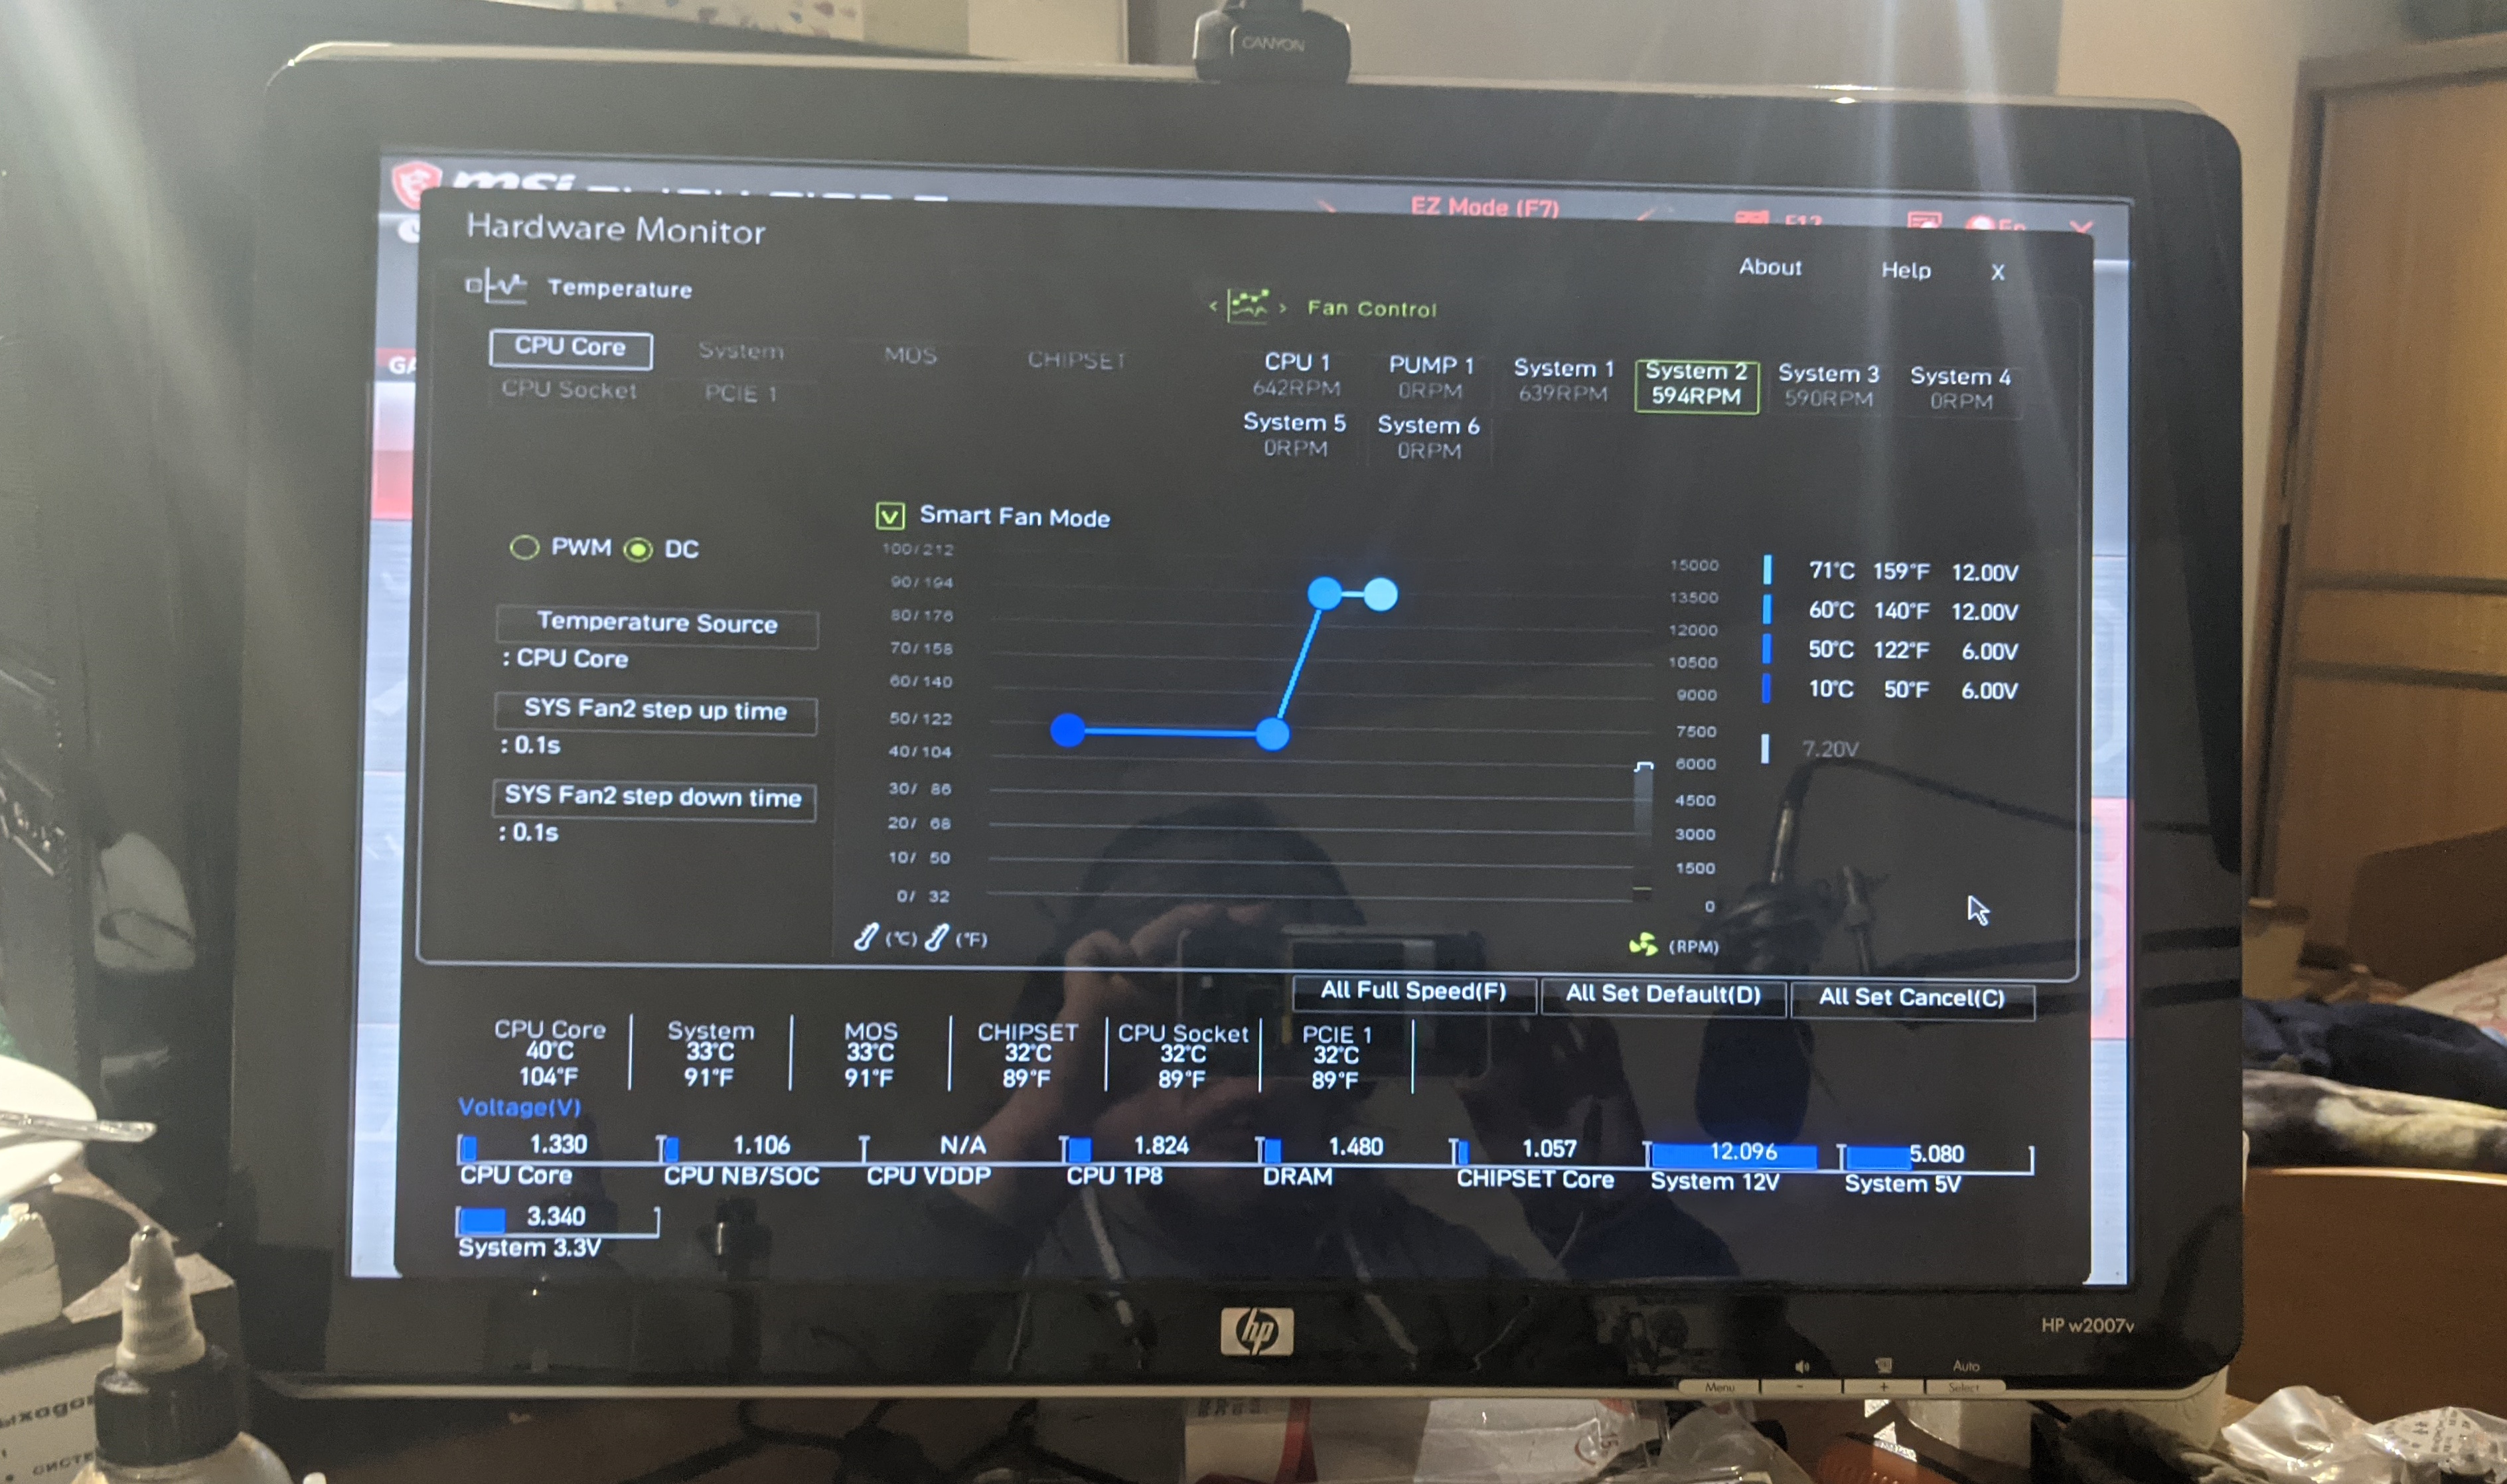 CANYON
msi
EZ Mode (F7)
F12
En
X
Hardware Monitor
About Help X
Temperature
Fan Control
CPU Core System MOS CHIPSET
CPU Socket PCIE 1
CPU 1 PUMP 1 System 1 System 2 System 3 System 4
642RPM 0RPM 639RPM 594RPM 590RPM 0RPM
System 5 System 6
0RPM 0RPM
GA
V Smart Fan Mode
PWM DC
Temperature Source
: CPU Core
SYS Fan2 step up time
: 0.1s
SYS Fan2 step down time
: 0.1s
100/212
90/194
80/176
70/158
60/140
50/122
40/104
30/ 86
20/ 68
10/ 50
0/ 32
(°C) (°F)
15000
13500
12000
10500
9000
7500
6000
4500
3000
1500
0
(RPM)
71°C 159°F 12.00V
60°C 140°F 12.00V
50°C 122°F 6.00V
10°C 50°F 6.00V
7.20V
All Full Speed(F) All Set Default(D) All Set Cancel(C)
CPU Core System MOS CHIPSET CPU Socket PCIE 1
40°C 33°C 33°C 32°C 32°C 32°C
104°F 91°F 91°F 89°F 89°F 89°F
Voltage(V)
1.330 1.106 N/A 1.824 1.480 1.057 12.096 5.080
CPU Core CPU NB/SOC CPU VDDP CPU 1P8 DRAM CHIPSET Core System 12V System 5V
3.340
System 3.3V
hp
HP w2007v
Auto
Menu - + Select